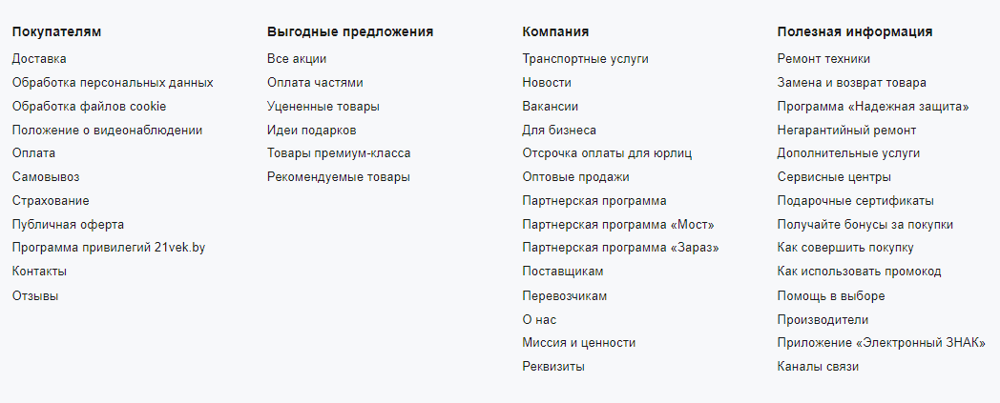 Покупателям
Доставка
Обработка персональных данных
Обработка файлов cookie
Положение о видеонаблюдении
Оплата
Самовывоз
Страхование
Публичная оферта
Программа привилегий 21vek.by
Контакты
Отзывы
Выгодные предложения
Все акции
Оплата частями
Уцененные товары
Идеи подарков
Товары премиум-класса
Рекомендуемые товары
Компания
Транспортные услуги
Новости
Вакансии
Для бизнеса
Отсрочка оплаты для юрлиц
Оптовые продажи
Партнерская программа
Партнерская программа «Мост»
Партнерская программа «Зараз»
Поставщикам
Перевозчикам
О нас
Миссия и ценности
Реквизиты
Полезная информация
Ремонт техники
Замена и возврат товара
Программа «Надежная защита»
Негарантийный ремонт
Дополнительные услуги
Сервисные центры
Подарочные сертификаты
Получайте бонусы за покупки
Как совершить покупку
Как использовать промокод
Помощь в выборе
Производители
Приложение «Электронный ЗНАК»
Каналы связи